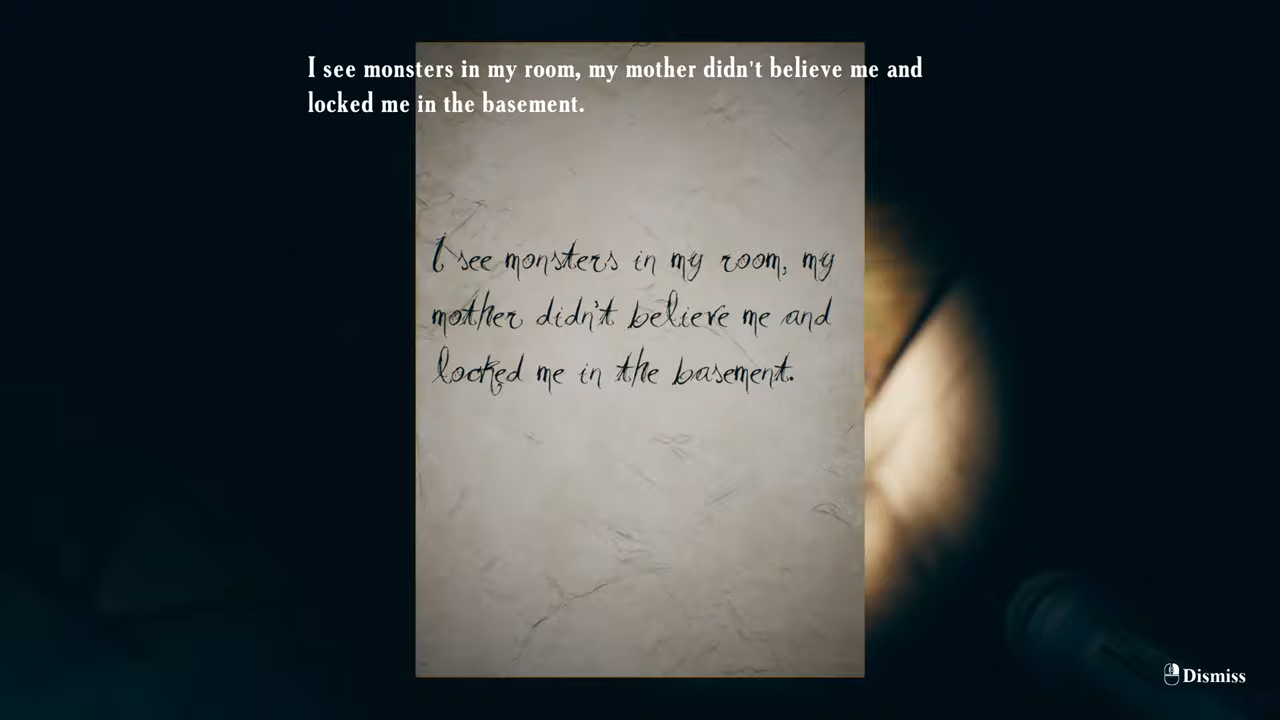 I see monsters in my room, my mother didn't believe me and
locked me in the basement.
I see monsters in my room, my
mother didn't believe me and
locked me in the basement.
Dismiss